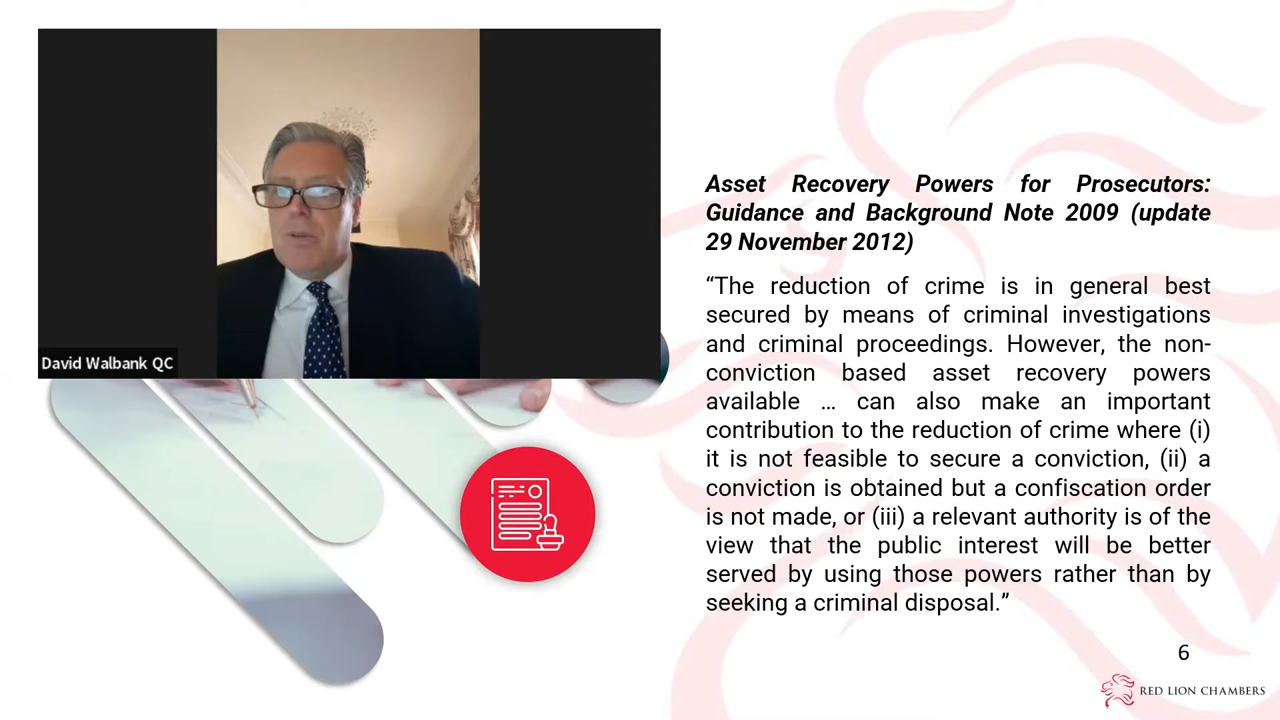 David Walbank QC
Asset Recovery Powers for Prosecutors:
Guidance and Background Note 2009 (update
29 November 2012)
“The reduction of crime is in general best
secured by means of criminal investigations
and criminal proceedings. However, the non-
conviction based asset recovery powers
available … can also make an important
contribution to the reduction of crime where (i)
it is not feasible to secure a conviction, (ii) a
conviction is obtained but a confiscation order
is not made, or (iii) a relevant authority is of the
view that the public interest will be better
served by using those powers rather than by
seeking a criminal disposal.”
6
RED LION CHAMBERS